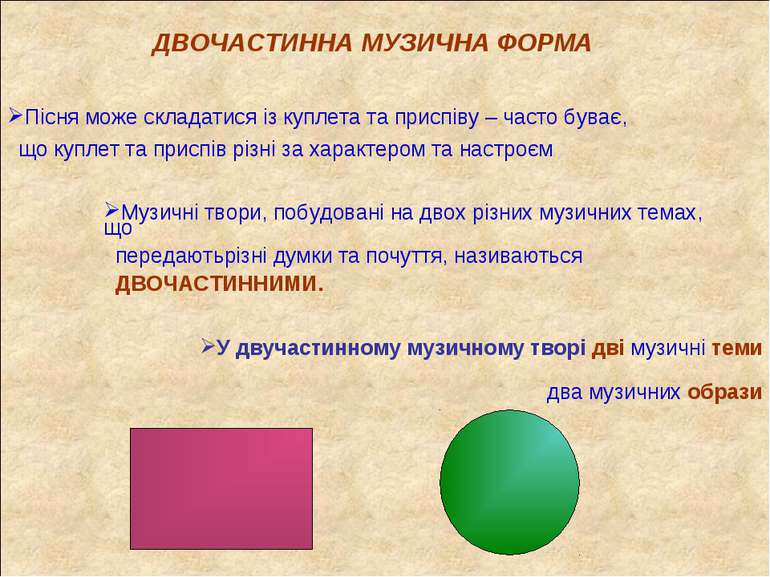 ДВОЧАСТИННА МУЗИЧНА ФОРМА
Пісня може складатися із куплета та приспіву – часто буває,
що куплет та приспів різні за характером та настроєм
Музичні твори, побудовані на двох різних музичних темах,
що
передаютьрізні думки та почуття, називаються
ДВОЧАСТИННИМИ.
У двучастинному музичному творі дві музичні теми
два музичних образи